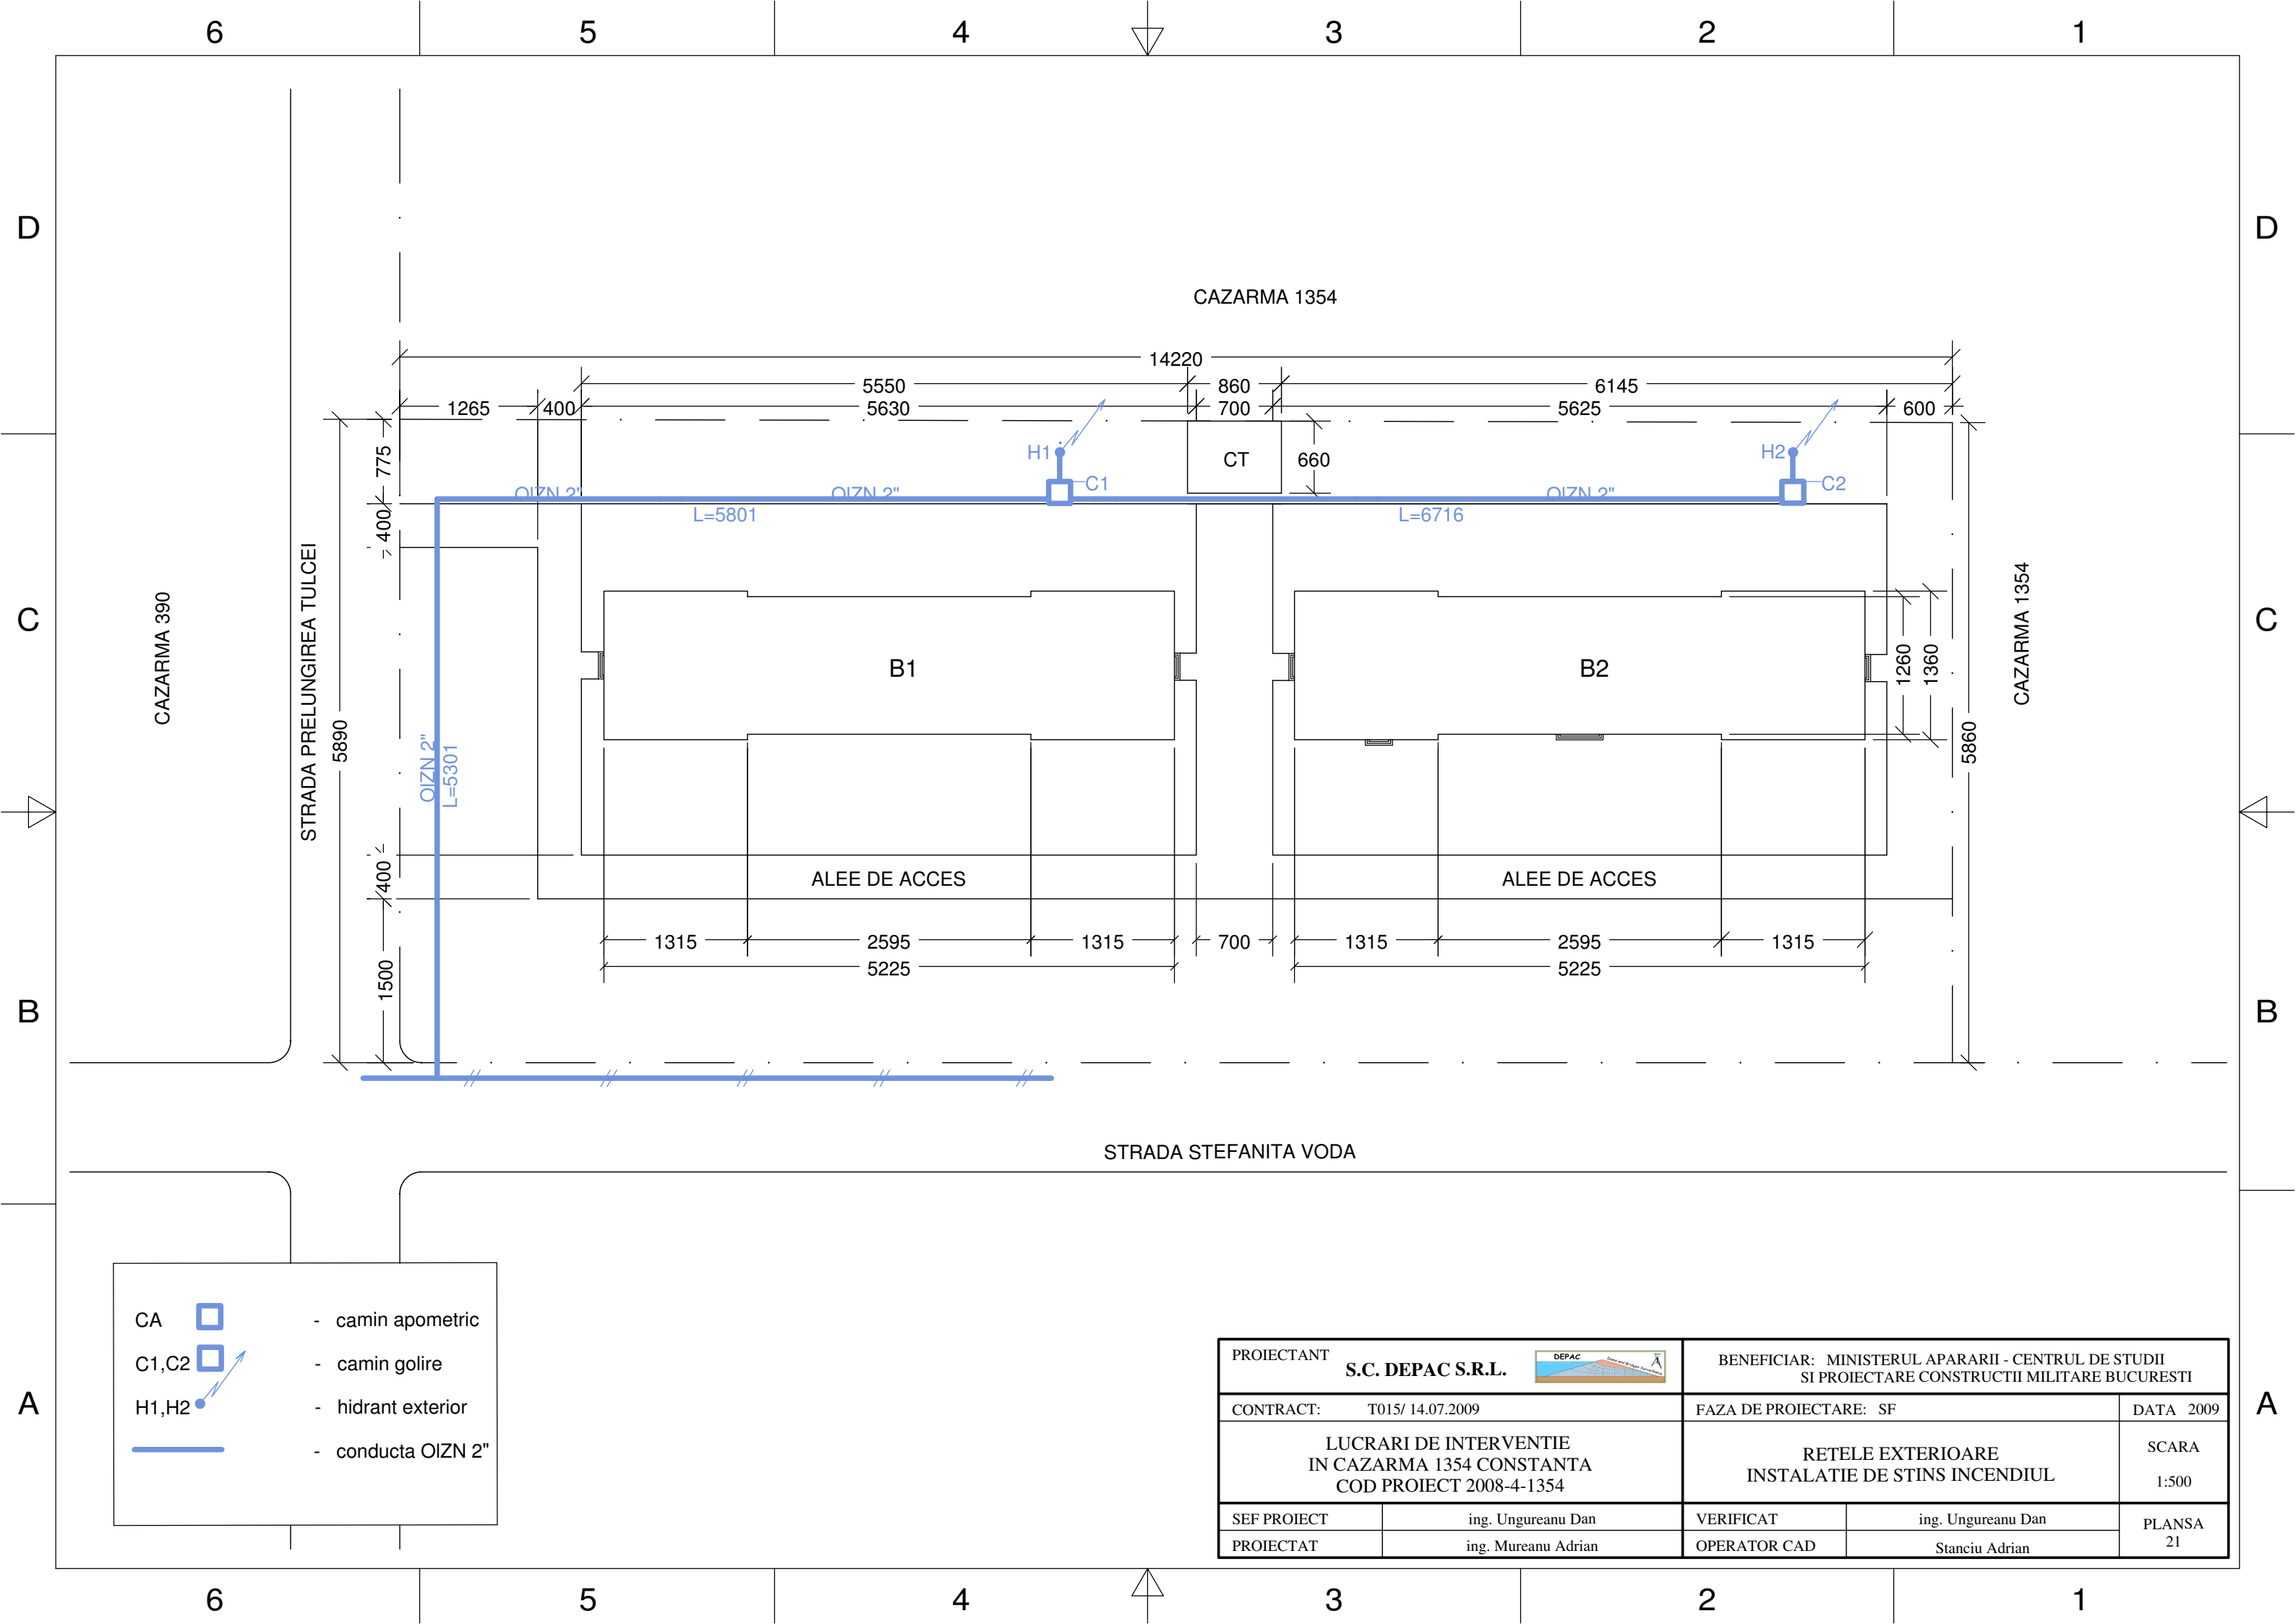 6 5 4 3 2 1
D D
CAZARMA 1354
14220
5550 860 6145
1265 400 5630 700 5625 600
775
H1
C1
CT
660
H2
C2
OIZN 2" OIZN 2" OIZN 2"
L=5801 L=6716
400
C C
CAZARMA 390
STRADA PRELUNGIREA TULCEI
5890
OIZN 2"
L=5301
B1
B2
1260
1360
5860
CAZARMA 1354
400
ALEE DE ACCES ALEE DE ACCES
1315 2595 1315 700 1315 2595 1315
5225 5225
1500
B B
STRADA STEFANITA VODA
CA - camin apometric
C1,C2 - camin golire
H1,H2 - hidrant exterior
- conducta OIZN 2"
A A
PROIECTANT
S.C. DEPAC S.R.L.
DEPAC
BENEFICIAR: MINISTERUL APARARII - CENTRUL DE STUDII
SI PROIECTARE CONSTRUCTII MILITARE BUCURESTI
CONTRACT: T015/ 14.07.2009
FAZA DE PROIECTARE: SF
DATA 2009
LUCRARI DE INTERVENTIE
IN CAZARMA 1354 CONSTANTA
COD PROIECT 2008-4-1354
RETELE EXTERIOARE
INSTALATIE DE STINS INCENDIUL
SCARA
1:500
SEF PROIECT ing. Ungureanu Dan
VERIFICAT ing. Ungureanu Dan
PROIECTAT ing. Mureanu Adrian
OPERATOR CAD Stanciu Adrian
PLANSA
21
6 5 4 3 2 1